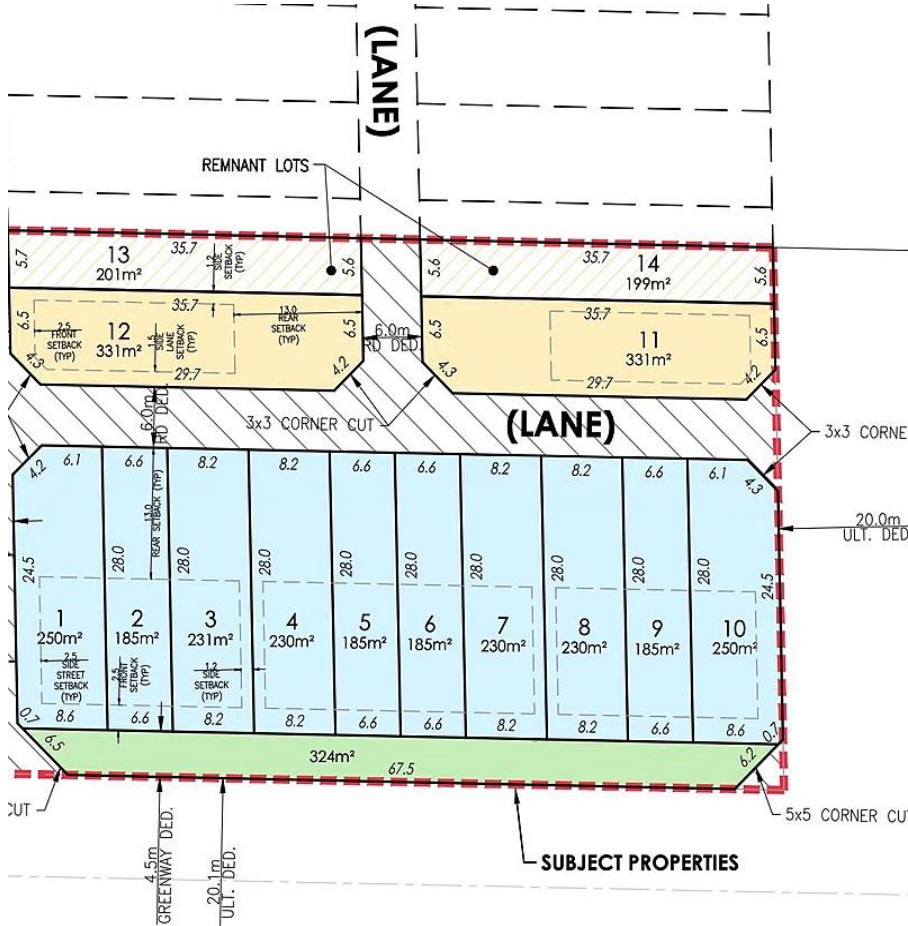 (LANE)
REMNANT LOTS
13
201m²
35.7
5.7
5.6
1.2
SIDE
SETBACK
(TYP)
14
199m²
35.7
5.6
5.6
12
331m²
35.7
6.5
2.5
FRONT
SETBACK
(TYP)
1.5
SIDE
LANE
SETBACK
(TYP)
13.0
REAR
SETBACK
(TYP)
6.5
4.3
29.7
4.2
6.0m
RD DED.
11
331m²
35.7
6.5
6.5
4.3
29.7
4.2
6.0m
RD DED.
3x3 CORNER CUT
(LANE)
3x3 CORNE
4.2
6.1
6.6
8.2
8.2
6.6
6.6
8.2
8.2
6.6
6.1
4.3
13.0
REAR SETBACK (TYP)
20.0m
ULT. DED
24.5
28.0
28.0
28.0
28.0
28.0
28.0
28.0
28.0
28.0
24.5
1
250m²
2
185m²
3
231m²
4
230m²
5
185m²
6
185m²
7
230m²
8
230m²
9
185m²
10
250m²
2.5
SIDE
STREET
SETBACK
(TYP)
2.5
FRONT
SETBACK
(TYP)
1.2
SIDE
SETBACK
(TYP)
0.7
8.6
6.6
8.2
8.2
6.6
6.6
8.2
8.2
6.6
8.6
0.7
6.5
324m²
67.5
6.2
CUT
5x5 CORNER CU
4.5m
GREENWAY DED.
20.1m
ULT. DED.
SUBJECT PROPERTIES